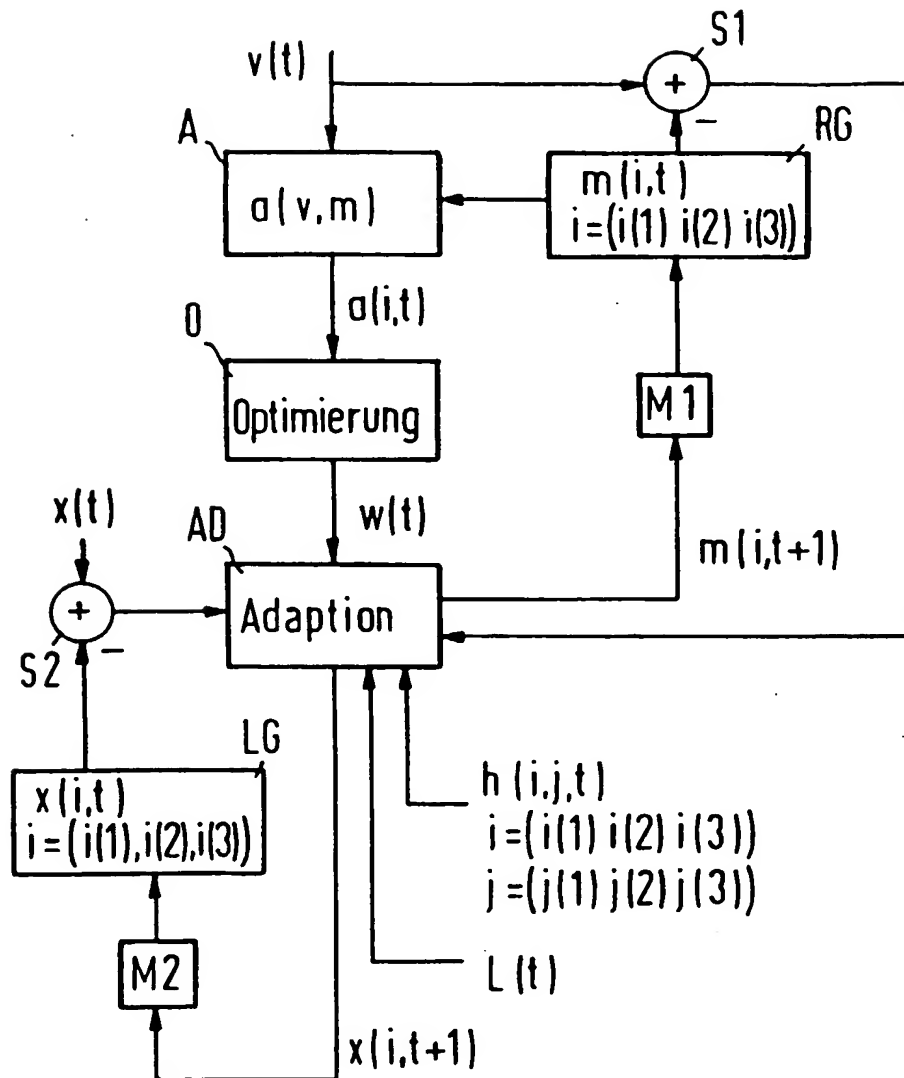 S1
v(t)
+
−
A
RG
a(v,m)
m(i,t)
i=(i(1) i(2) i(3))
a(i,t)
O
Optimierung
M1
w(t)
x(t)
AD
m(i,t+1)
+
Adaption
S2
−
LG
x(i,t)
i=(i(1),i(2),i(3))
h(i,j,t)
i=(i(1) i(2) i(3))
j=(j(1) j(2) j(3))
M2
L(t)
x(i,t+1)